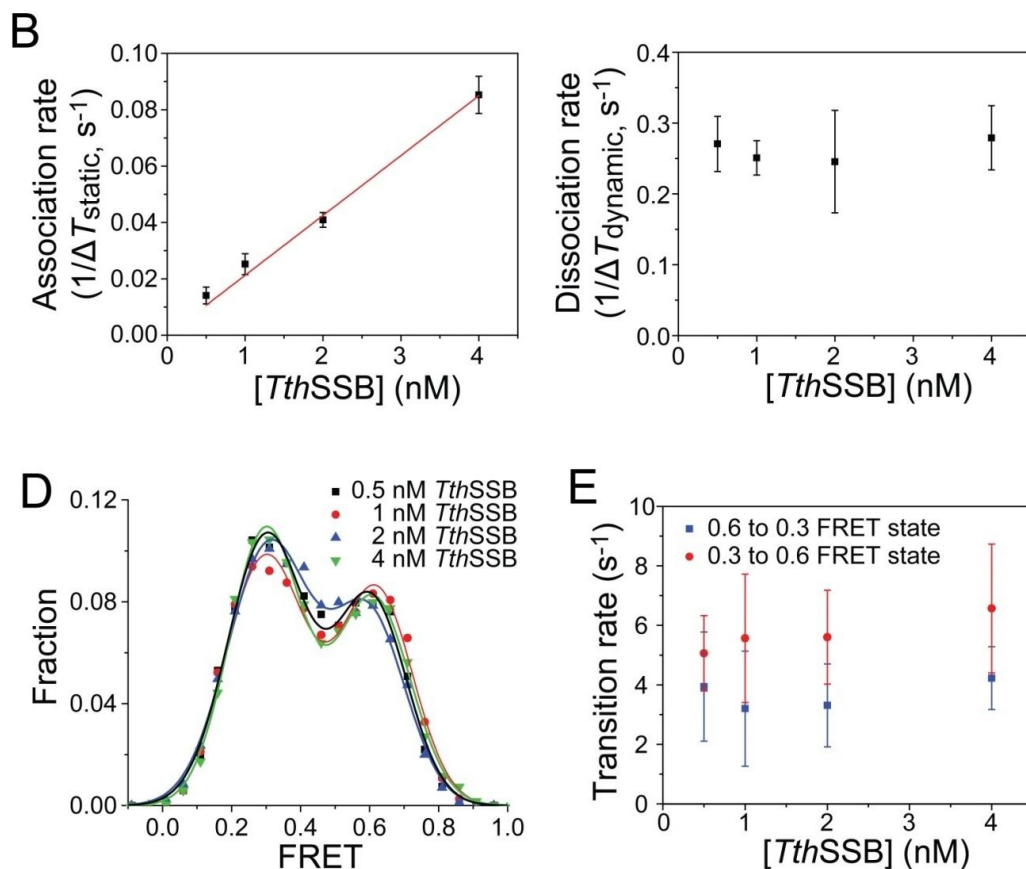 B
Association rate
(1/ΔTstatic, s-1)
0.10
0.08
0.06
0.04
0.02
0.00
0
1
2
3
4
[TthSSB] (nM)
Dissociation rate
(1/ΔTdynamic, s-1)
0.4
0.3
0.2
0.1
0.0
0
1
2
3
4
[TthSSB] (nM)
D
Fraction
0.12
0.08
0.04
0.00
0.0
0.2
0.4
0.6
0.8
1.0
FRET
0.5 nM TthSSB
1 nM TthSSB
2 nM TthSSB
4 nM TthSSB
E
Transition rate (s-1)
10
8
6
4
2
0
0
1
2
3
4
[TthSSB] (nM)
0.6 to 0.3 FRET state
0.3 to 0.6 FRET state